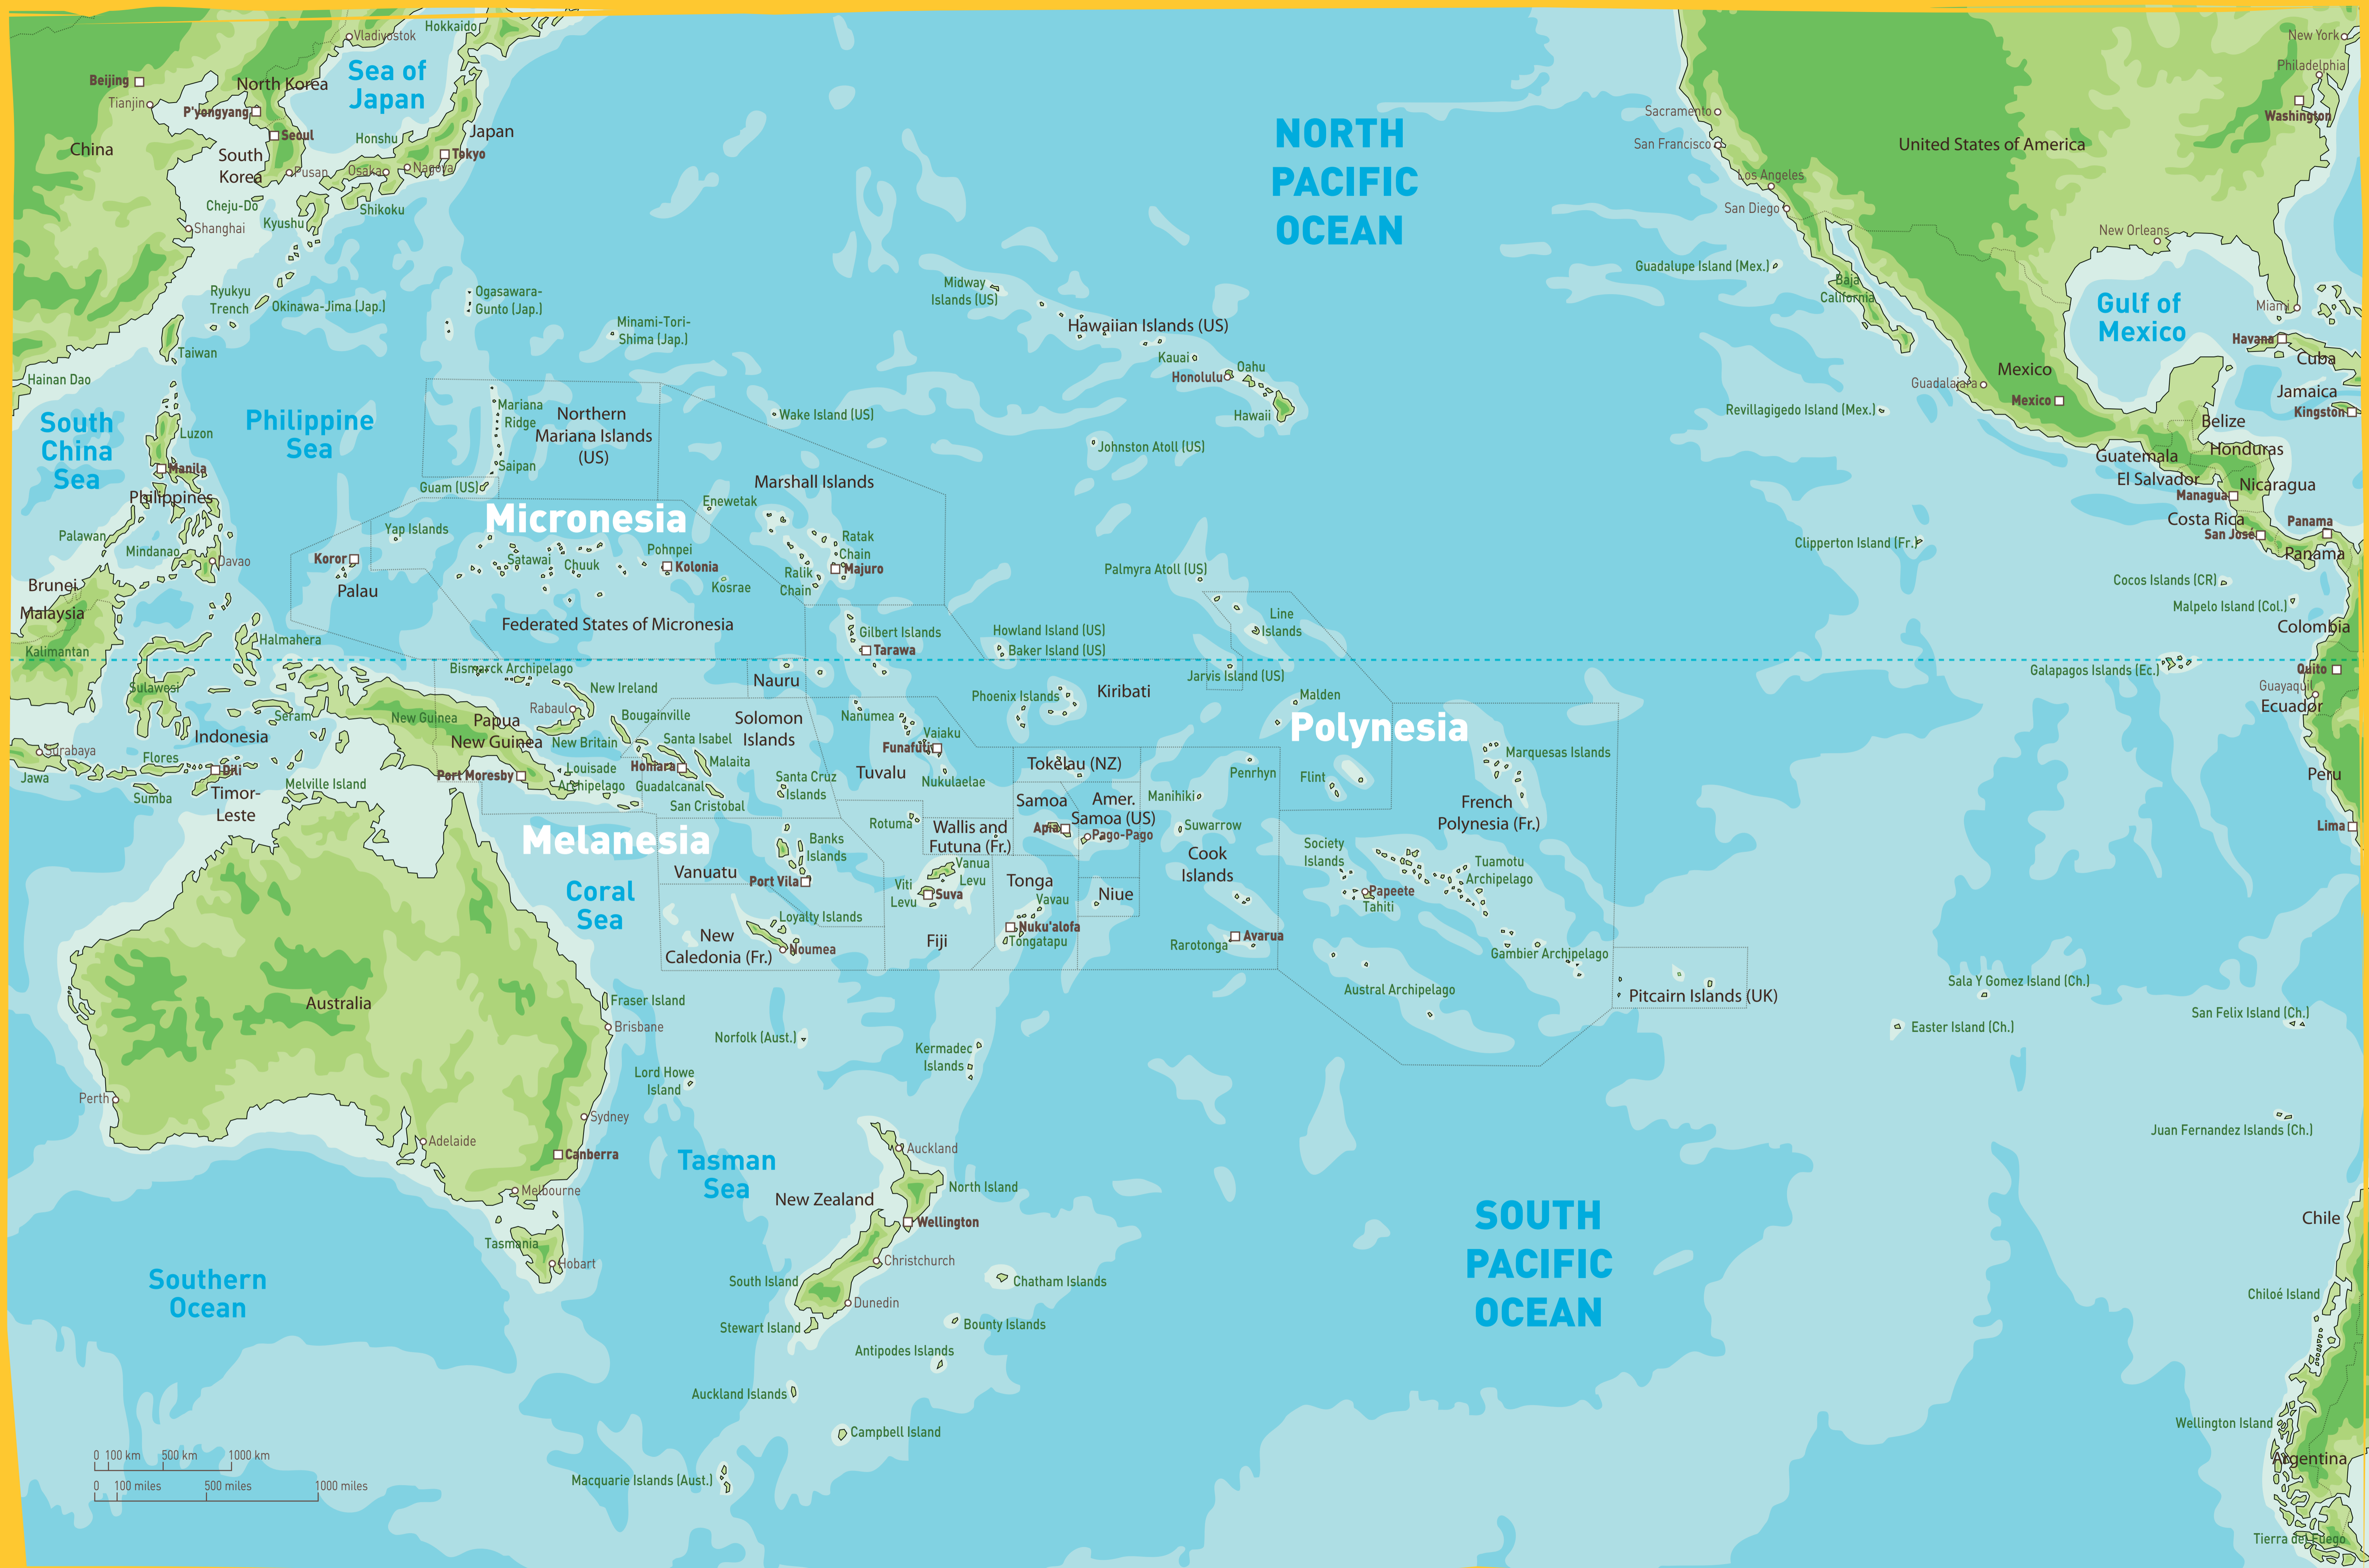 Hokkaido
Vladivostok
New York
Sea of
Japan
Philadelphia
Beijing
North Korea
Tianjin
P'yongyang
Washington
Sacramento
Seoul
Japan
Honshu
NORTH
PACIFIC
OCEAN
San Francisco
United States of America
China
South
Korea
Tokyo
Pusan
Osaka
Nagoya
Los Angeles
Cheju-Do
Kyushu
Shikoku
San Diego
Shanghai
New Orleans
Guadalupe Island (Mex.)
Baja
California
Ryukyu
Trench
Okinawa-Jima (Jap.)
Ogasawara-
Gunto (Jap.)
Midway
Islands (US)
Gulf of
Mexico
Miami
Minami-Tori-
Shima (Jap.)
Hawaiian Islands (US)
Havana
Taiwan
Kauai
Oahu
Cuba
Honolulu
Mexico
Hainan Dao
Guadalajara
Jamaica
Mexico
Kingston
Mariana
Ridge
Northern
Mariana Islands
(US)
Wake Island (US)
Hawaii
Revillagigedo Island (Mex.)
South
China
Sea
Philippine
Sea
Luzon
Belize
Johnston Atoll (US)
Honduras
Guatemala
Manila
Saipan
El Salvador
Guam (US)
Marshall Islands
Nicaragua
Philippines
Managua
Enewetak
Micronesia
Costa Rica
Panama
Yap Islands
Palawan
Ratak
Chain
San José
Clipperton Island (Fr.)
Mindanao
Pohnpei
Panama
Davao
Koror
Satawai
Chuuk
Kolonia
Majuro
Palmyra Atoll (US)
Ralik
Chain
Brunei
Palau
Kosrae
Cocos Islands (CR)
Malaysia
Malpelo Island (Col.)
Line
Islands
Federated States of Micronesia
Gilbert Islands
Howland Island (US)
Colombia
Halmahera
Kalimantan
Tarawa
Baker Island (US)
Bismarck Archipelago
Galapagos Islands (Ec.)
Quito
Nauru
Jarvis Island (US)
Sulawesi
New Ireland
Phoenix Islands
Kiribati
Malden
Guayaquil
Ecuador
Rabaul
Seram
New Guinea
Papua
New Guinea
Bougainville
Solomon
Islands
Nanumea
Polynesia
Vaiaku
Indonesia
New Britain
Santa Isabel
Surabaya
Funafuti
Marquesas Islands
Flores
Honiara
Malaita
Tokelau (NZ)
Jawa
Dili
Port Moresby
Louisade
Archipelago
Guadalcanal
Santa Cruz
Islands
Tuvalu
Nukulaelae
Penrhyn
Flint
Peru
Melville Island
Sumba
Timor-
Leste
San Cristobal
Samoa
Amer.
Samoa (US)
Manihiki
French
Polynesia (Fr.)
Melanesia
Rotuma
Wallis and
Futuna (Fr.)
Apia
Pago-Pago
Suwarrow
Lima
Banks
Islands
Society
Islands
Cook
Islands
Vanuatu
Vanua
Levu
Tuamotu
Archipelago
Port Vila
Viti
Levu
Suva
Tonga
Niue
Coral
Sea
Vavau
Papeete
Tahiti
Loyalty Islands
Nuku'alofa
New
Caledonia (Fr.)
Noumea
Fiji
Tongatapu
Rarotonga
Avarua
Gambier Archipelago
Austral Archipelago
Pitcairn Islands (UK)
Sala Y Gomez Island (Ch.)
Australia
Fraser Island
San Felix Island (Ch.)
Brisbane
Easter Island (Ch.)
Norfolk (Aust.)
Kermadec
Islands
Lord Howe
Island
Perth
Sydney
Juan Fernandez Islands (Ch.)
Adelaide
Auckland
Canberra
Tasman
Sea
Melbourne
North Island
New Zealand
SOUTH
PACIFIC
OCEAN
Chile
Wellington
Tasmania
Hobart
Christchurch
Southern
Ocean
South Island
Chatham Islands
Chiloé Island
Dunedin
Stewart Island
Bounty Islands
Antipodes Islands
Auckland Islands
Wellington Island
Campbell Island
0 100 km 500 km 1000 km
Argentina
Macquarie Islands (Aust.)
0 100 miles 500 miles 1000 miles
Tierra del Fuego